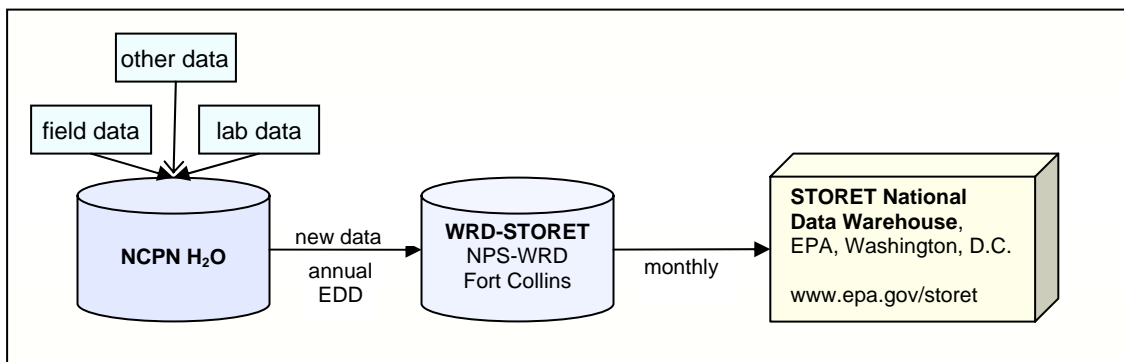 other data
field data
lab data
NCPN H₂O
new data
annual
EDD
WRD-STORET
NPS-WRD
Fort Collins
monthly
STORET National
Data Warehouse,
EPA, Washington, D.C.
www.epa.gov/storet